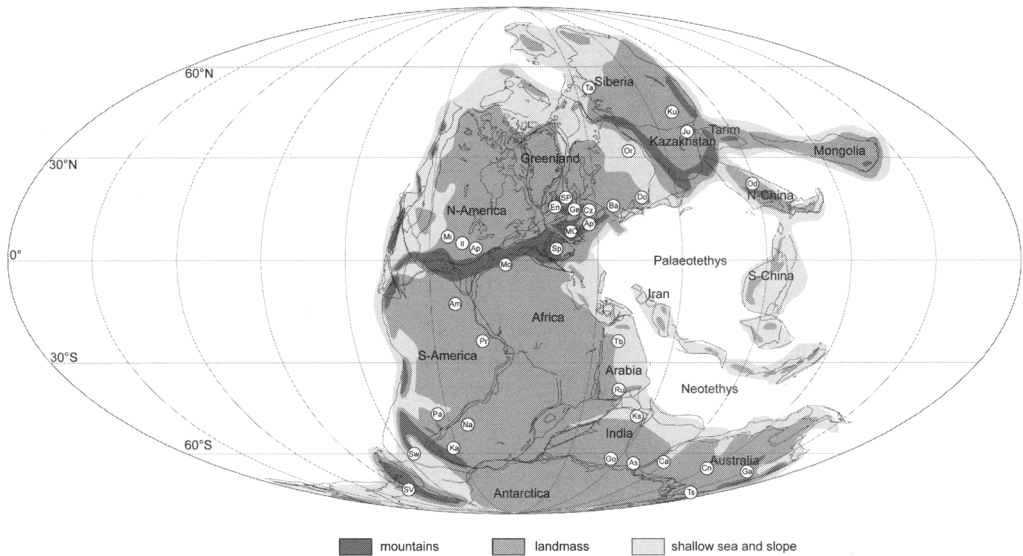 60°N
Siberia
Ta
Ku
Ju
Tarim
Kazakhstan
Mongolia
Or
30°N
Greenland
Od
N-China
SP
Do
En
Ge
Cz
Ba
N-America
Ap
MC
Mi
Il
Ap
Sp
0°
Mo
Palaeotethys
S-China
Iran
Am
Africa
Pr
Tb
30°S
S-America
Arabia
Ru
Neotethys
Pa
Na
Ks
India
60°S
Ka
Sw
Go
As
Ca
Australia
Cn
Ga
SV
Antarctica
Ts
mountains
landmass
shallow sea and slope